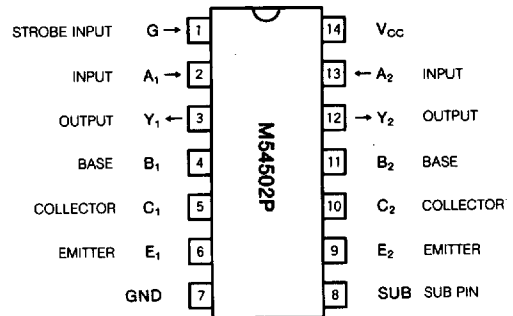 STROBE INPUT G → 1 14 VCC
INPUT A1 → 2 13 ← A2 INPUT
OUTPUT Y1 ← 3 12 → Y2 OUTPUT
BASE B1 4 11 B2 BASE
COLLECTOR C1 5 10 C2 COLLECTOR
EMITTER E1 6 9 E2 EMITTER
GND 7 8 SUB SUB PIN
M54502P